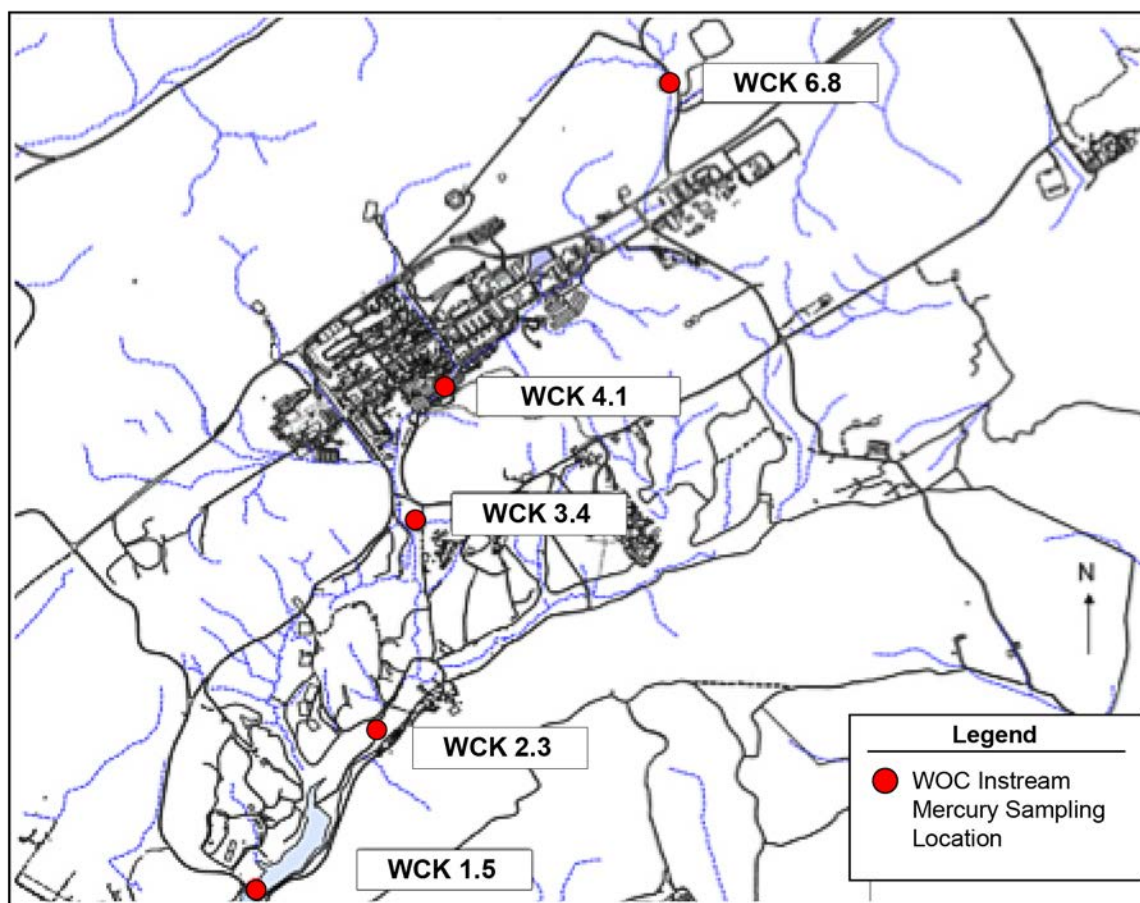 WCK 6.8
WCK 4.1
WCK 3.4
N
WCK 2.3
Legend
WOC Instream
Mercury Sampling
Location
WCK 1.5